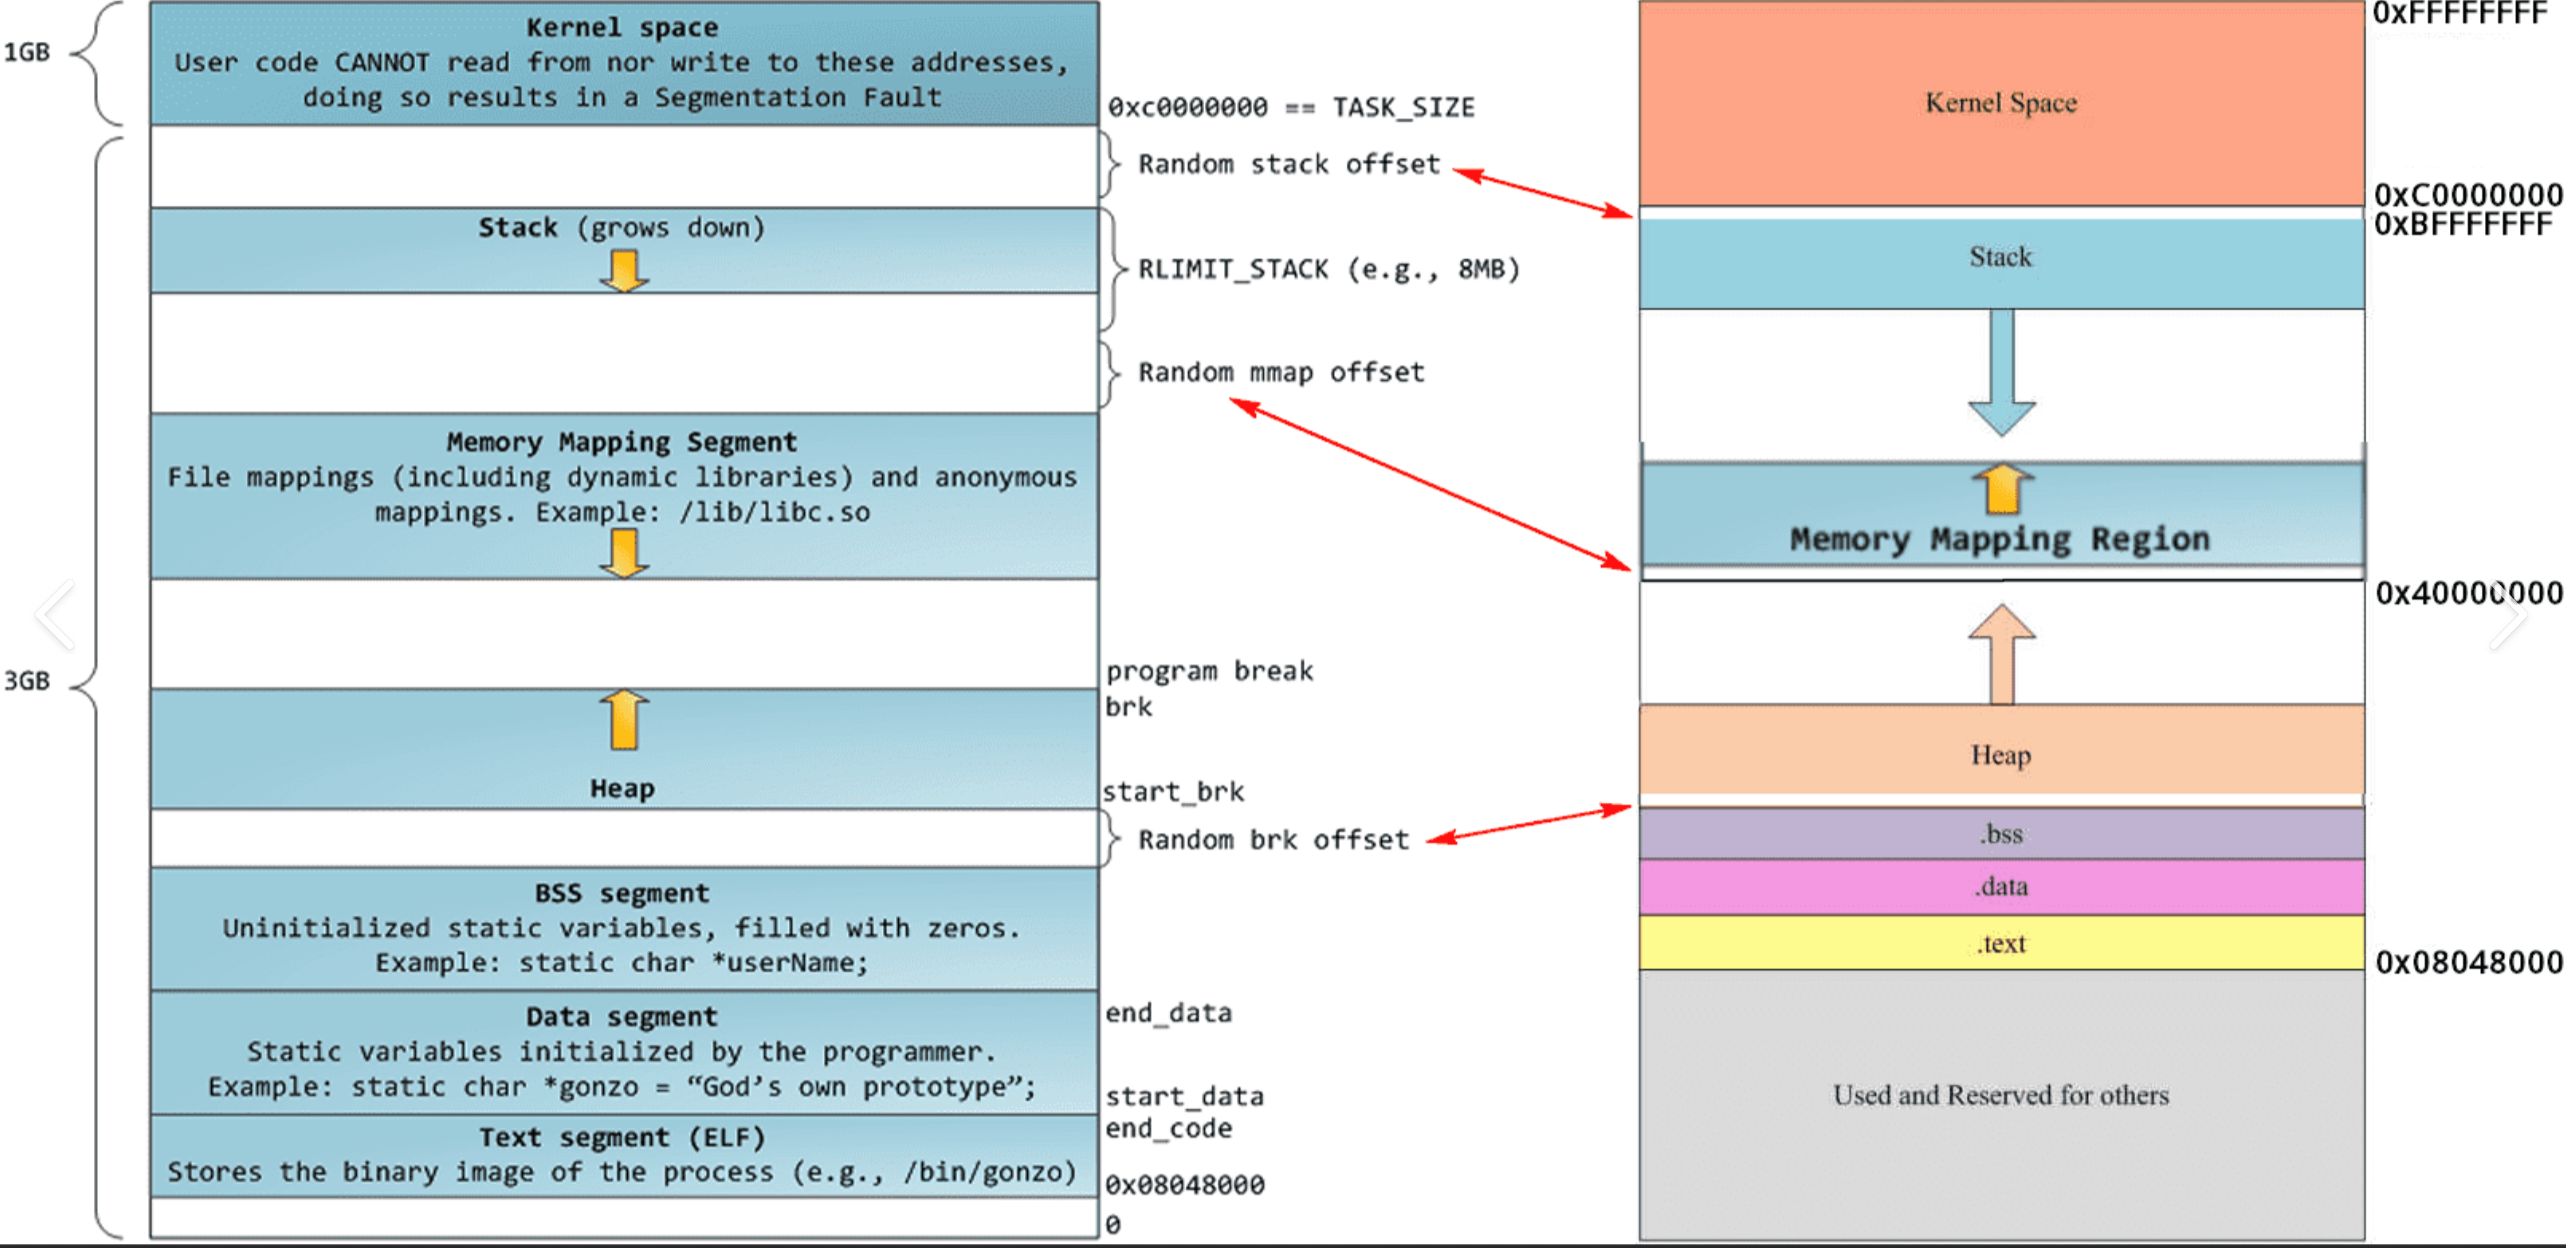 1GB
Kernel space
User code CANNOT read from nor write to these addresses,
doing so results in a Segmentation Fault
0xc0000000 == TASK_SIZE
Random stack offset
Stack (grows down)
RLIMIT_STACK (e.g., 8MB)
Random mmap offset
Memory Mapping Segment
File mappings (including dynamic libraries) and anonymous
mappings. Example: /lib/libc.so
3GB
program break
brk
Heap
start_brk
Random brk offset
BSS segment
Uninitialized static variables, filled with zeros.
Example: static char *userName;
end_data
Data segment
Static variables initialized by the programmer.
Example: static char *gonzo = “God’s own prototype”;
start_data
end_code
Text segment (ELF)
Stores the binary image of the process (e.g., /bin/gonzo)
0x08048000
0
0xFFFFFFFF
Kernel Space
0xC0000000
0xBFFFFFFF
Stack
Memory Mapping Region
0x40000000
Heap
.bss
.data
.text
0x08048000
Used and Reserved for others